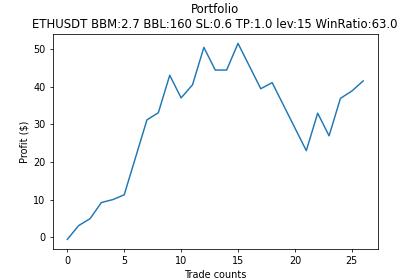 Portfolio
ETHUSDT BBM:2.7 BBL:160 SL:0.6 TP:1.0 lev:15 WinRatio:63.0
50
40
30
20
10
0
Profit ($)
0 5 10 15 20 25
Trade counts